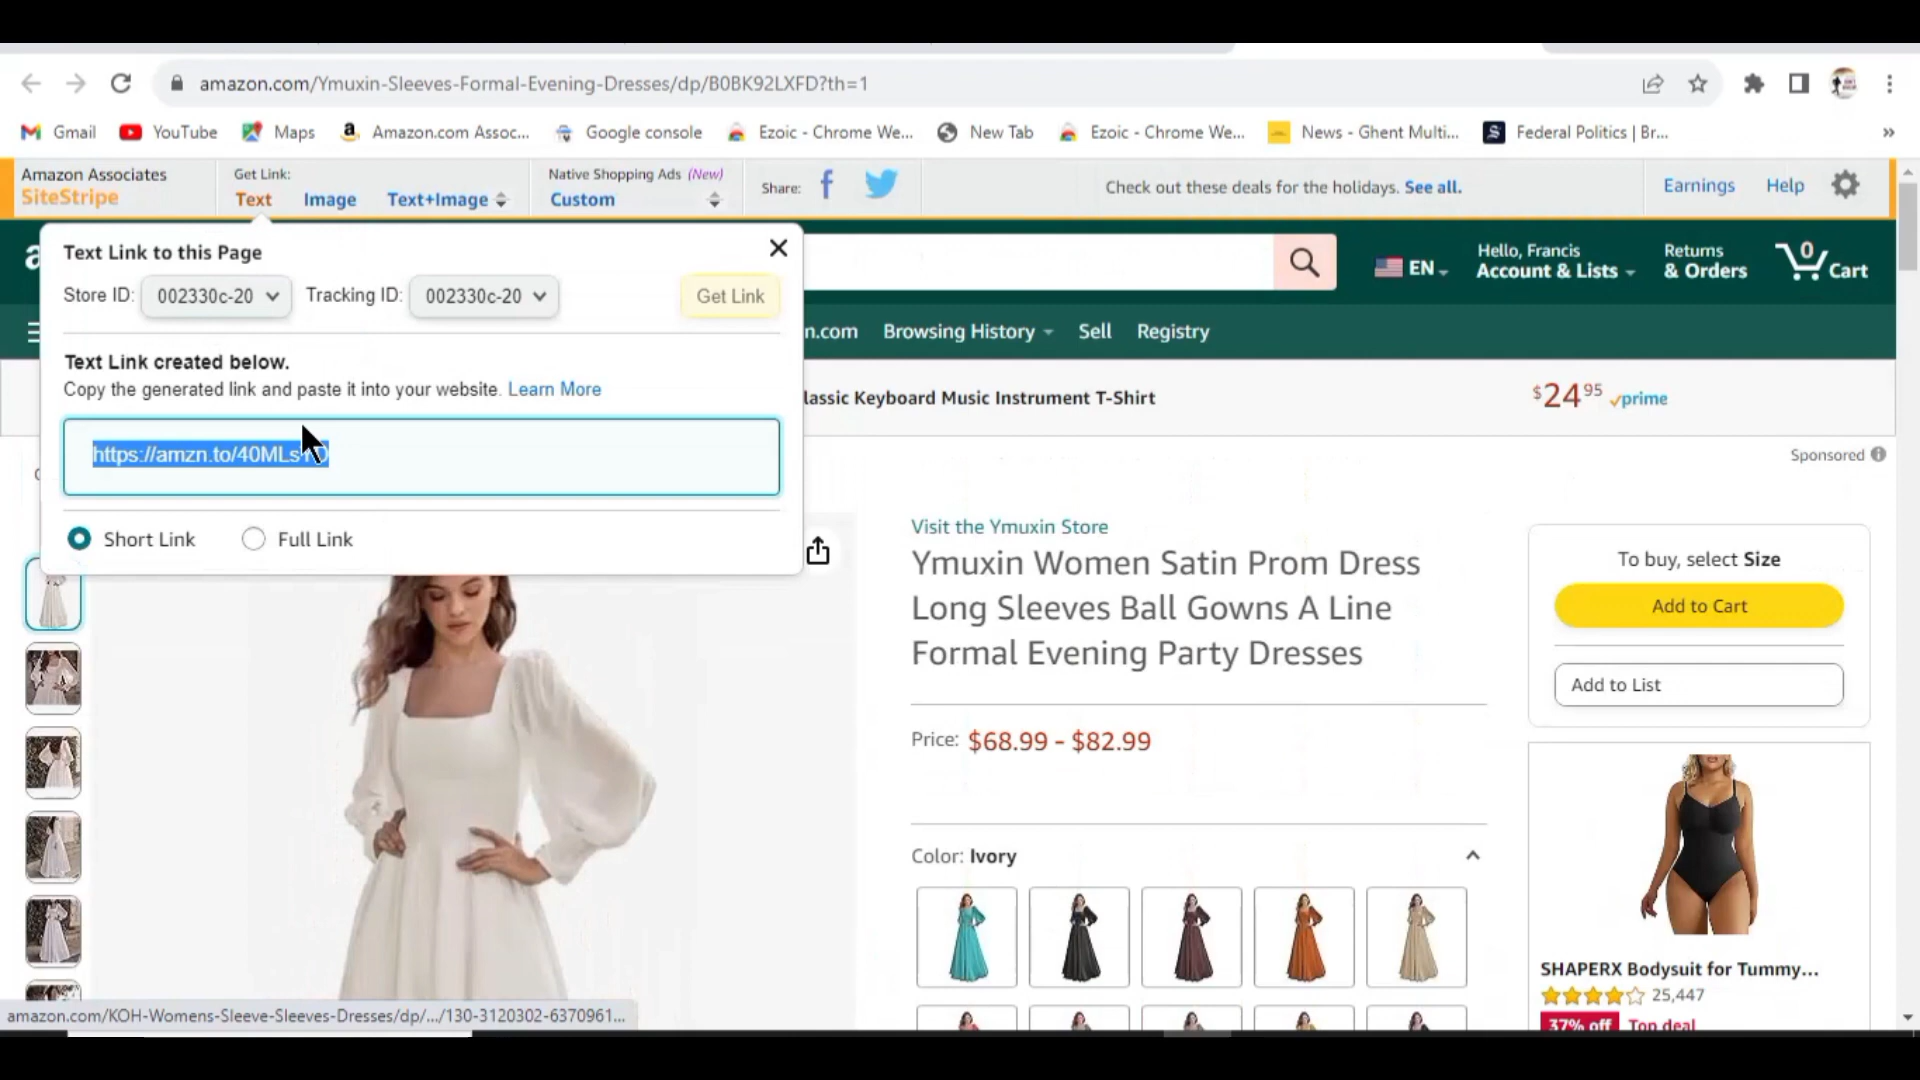 amazon.com/Ymuxin-Sleeves-Formal-Evening-Dresses/dp/B0BK92LXFD?th=1
Gmail YouTube Maps Amazon.com Assoc... Google console Ezoic - Chrome We... New Tab Ezoic - Chrome We... News - Ghent Multi... Federal Politics | Br... »
Amazon Associates
SiteStripe
Get Link:
Text Image Text+Image
Native Shopping Ads (New)
Custom
Share:
Check out these deals for the holidays. See all.
Earnings Help
Text Link to this Page
Store ID: 002330c-20 Tracking ID: 002330c-20 Get Link
Text Link created below.
Copy the generated link and paste it into your website. Learn More
Short Link Full Link
EN
Hello, Francis
Account & Lists
Returns
& Orders
0
Cart
n.com Browsing History Sell Registry
lassic Keyboard Music Instrument T-Shirt
$24 95 prime
Sponsored
Visit the Ymuxin Store
Ymuxin Women Satin Prom Dress
Long Sleeves Ball Gowns A Line
Formal Evening Party Dresses
Price: $68.99 - $82.99
Color: Ivory
To buy, select Size
Add to Cart
Add to List
SHAPERX Bodysuit for Tummy...
25,447
37% off Top deal
amazon.com/KOH-Womens-Sleeve-Sleeves-Dresses/dp/.../130-3120302-6370961...